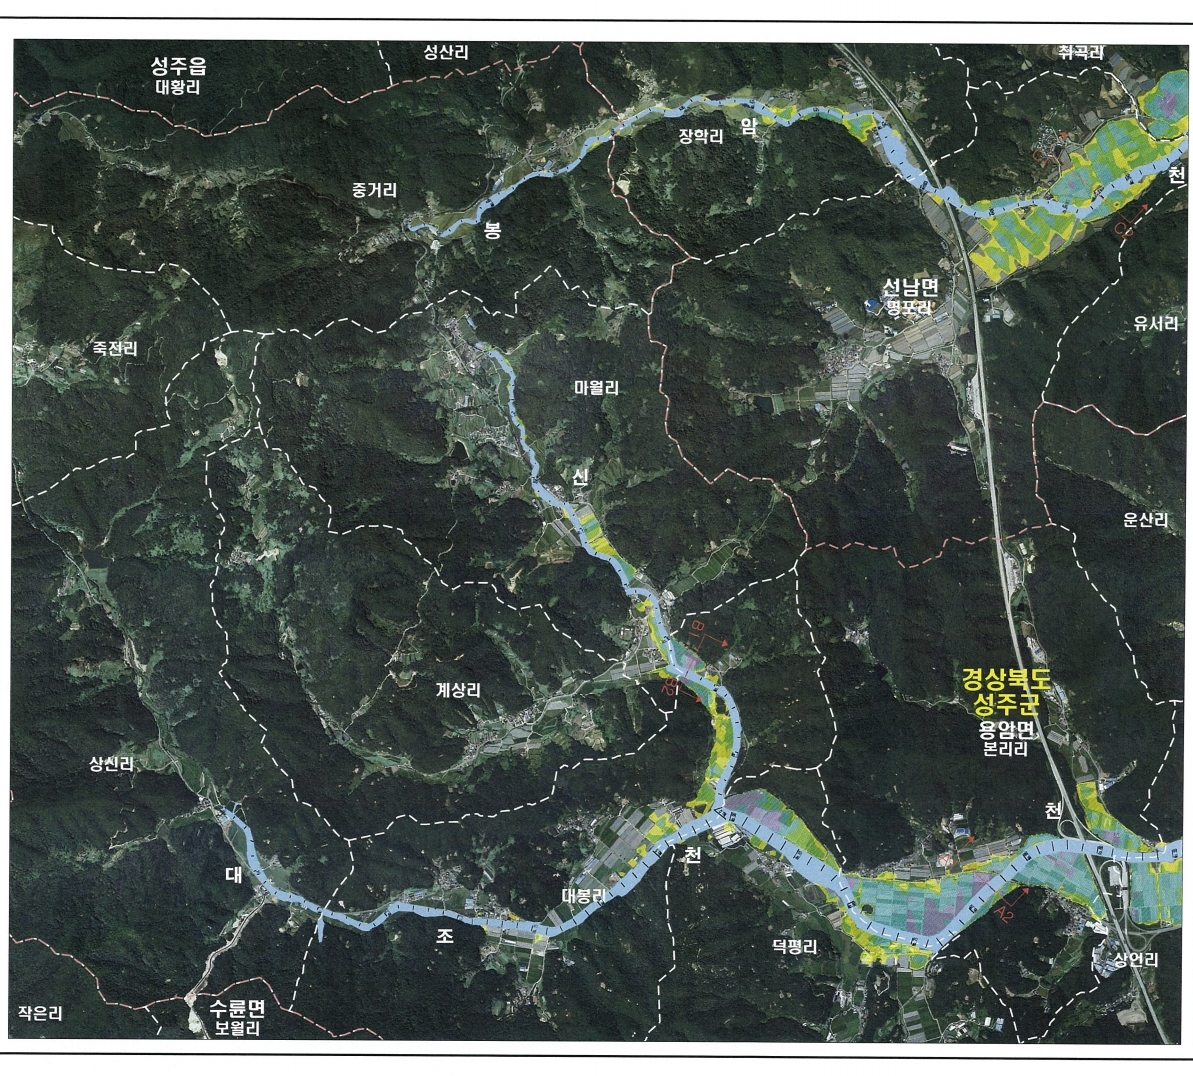 성산리
취곡리
성주읍
대황리
암
장학리
중거리
천
봉
선남면
명포리
유서리
죽전리
마월리
신
운산리
B1
B2
경상북도
성주군
용암면
본리리
계상리
상신리
천
천
대
대봉리
조
A2
덕평리
상언리
수륜면
보월리
작은리